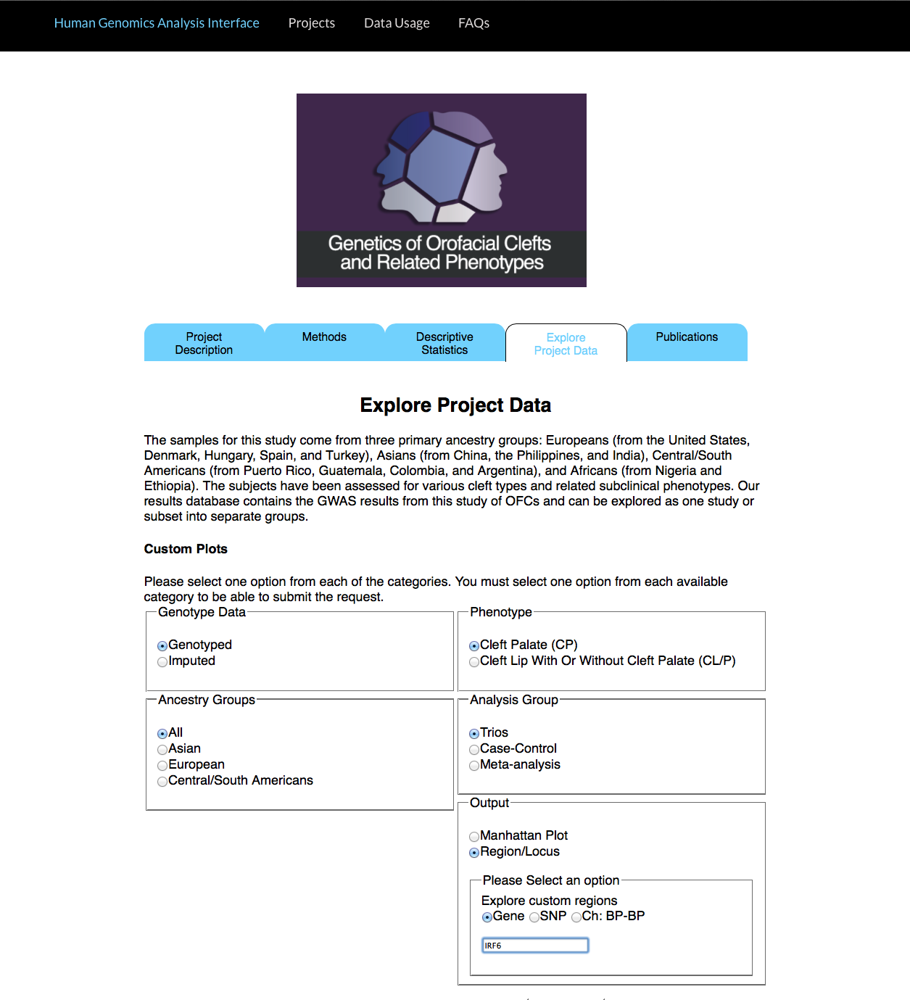 Human Genomics Analysis Interface Projects Data Usage FAQs
Genetics of Orofacial Clefts
and Related Phenotypes
Project
Description
Methods
Descriptive
Statistics
Explore
Project Data
Publications
Explore Project Data
The samples for this study come from three primary ancestry groups: Europeans (from the United States,
Denmark, Hungary, Spain, and Turkey), Asians (from China, the Philippines, and India), Central/South
Americans (from Puerto Rico, Guatemala, Colombia, and Argentina), and Africans (from Nigeria and
Ethiopia). The subjects have been assessed for various cleft types and related subclinical phenotypes. Our
results database contains the GWAS results from this study of OFCs and can be explored as one study or
subset into separate groups.
Custom Plots
Please select one option from each of the categories. You must select one option from each available
category to be able to submit the request.
Genotype Data
Genotyped
Imputed
Phenotype
Cleft Palate (CP)
Cleft Lip With Or Without Cleft Palate (CL/P)
Ancestry Groups
All
Asian
European
Central/South Americans
Analysis Group
Trios
Case-Control
Meta-analysis
Output
Manhattan Plot
Region/Locus
Please Select an option
Explore custom regions
Gene SNP Ch: BP-BP
IRF6